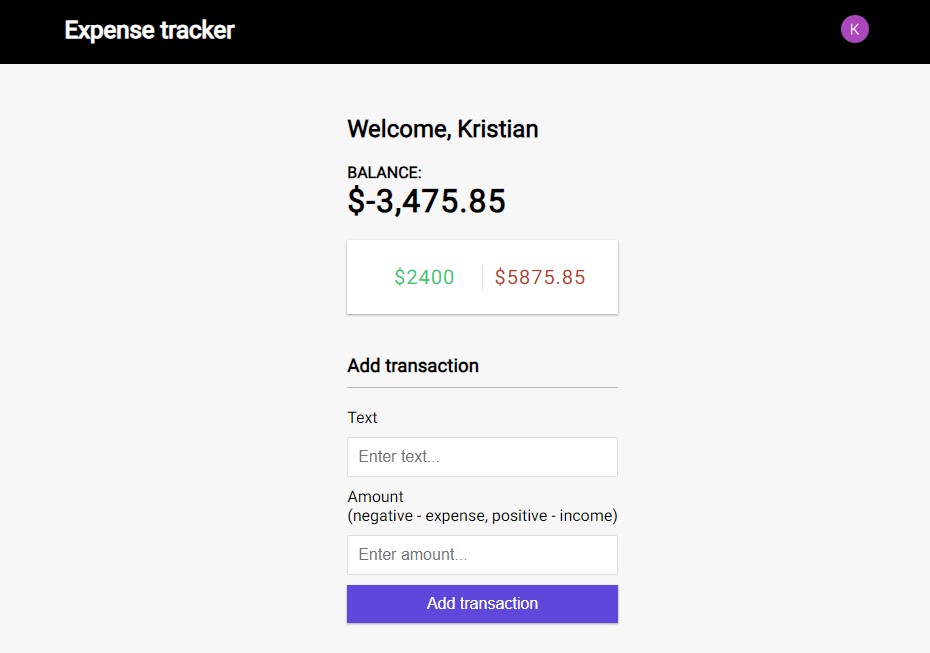 Expense tracker
K
Welcome, Kristian
BALANCE:
$-3,475.85
$2400
$5875.85
Add transaction
Text
Enter text...
Amount
(negative - expense, positive - income)
Enter amount...
Add transaction